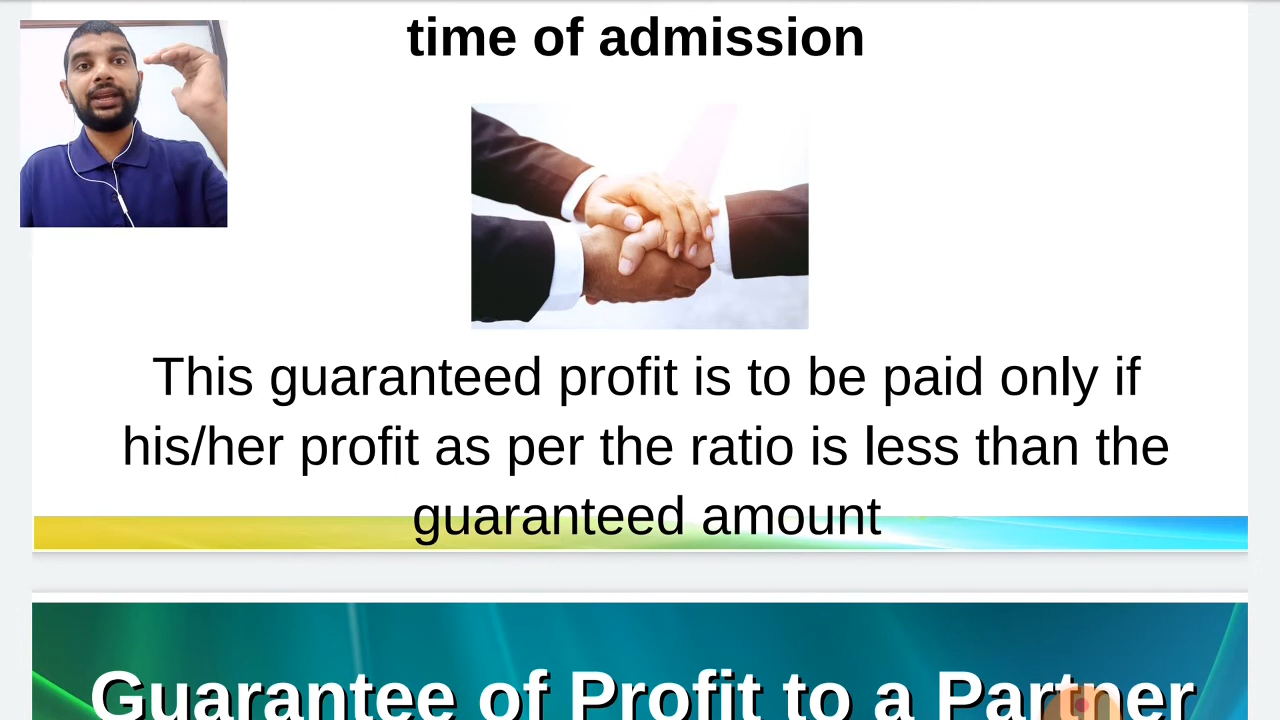 time of admission
This guaranteed profit is to be paid only if
his/her profit as per the ratio is less than the
guaranteed amount
Guarantee of Profit to a Partner